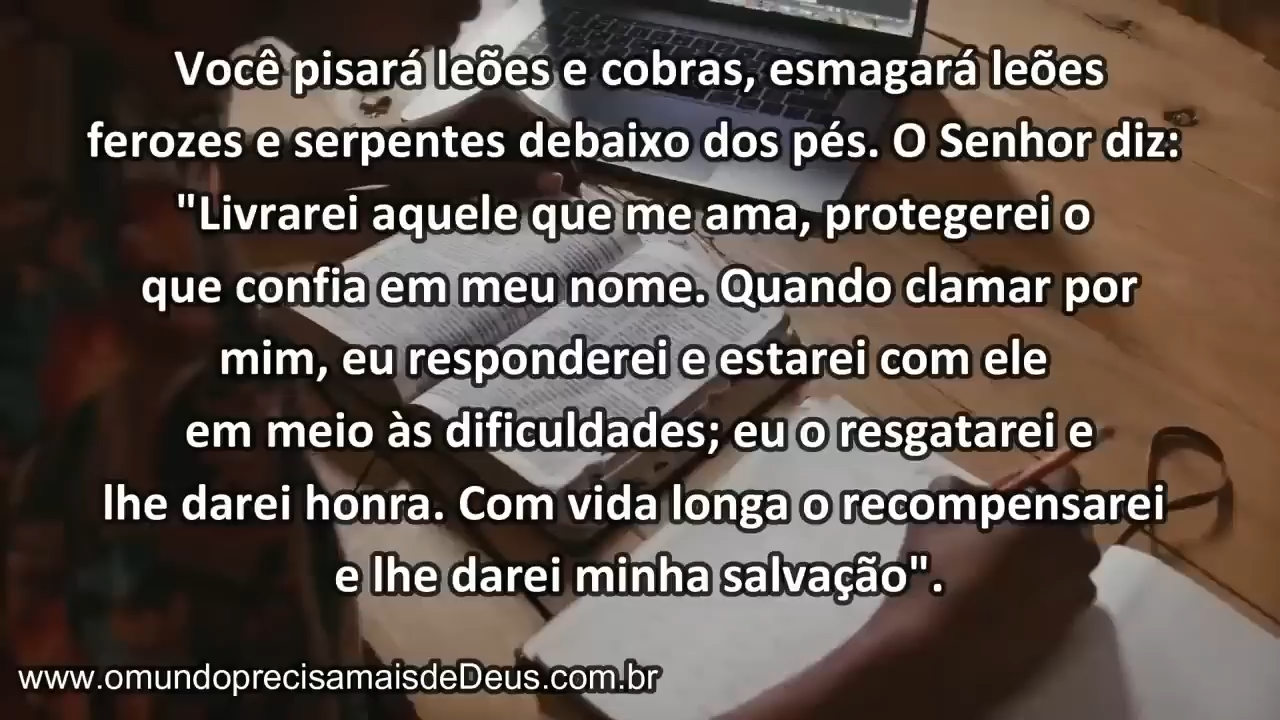 Você pisará leões e cobras, esmagará leões
ferozes e serpentes debaixo dos pés. O Senhor diz:
"Livrarei aquele que me ama, protegerei o
que confia em meu nome. Quando clamar por
mim, eu responderei e estarei com ele
em meio às dificuldades; eu o resgatarei e
lhe darei honra. Com vida longa o recompensarei
e lhe darei minha salvação".
www.omundoprecisamaisdeDeus.com.br